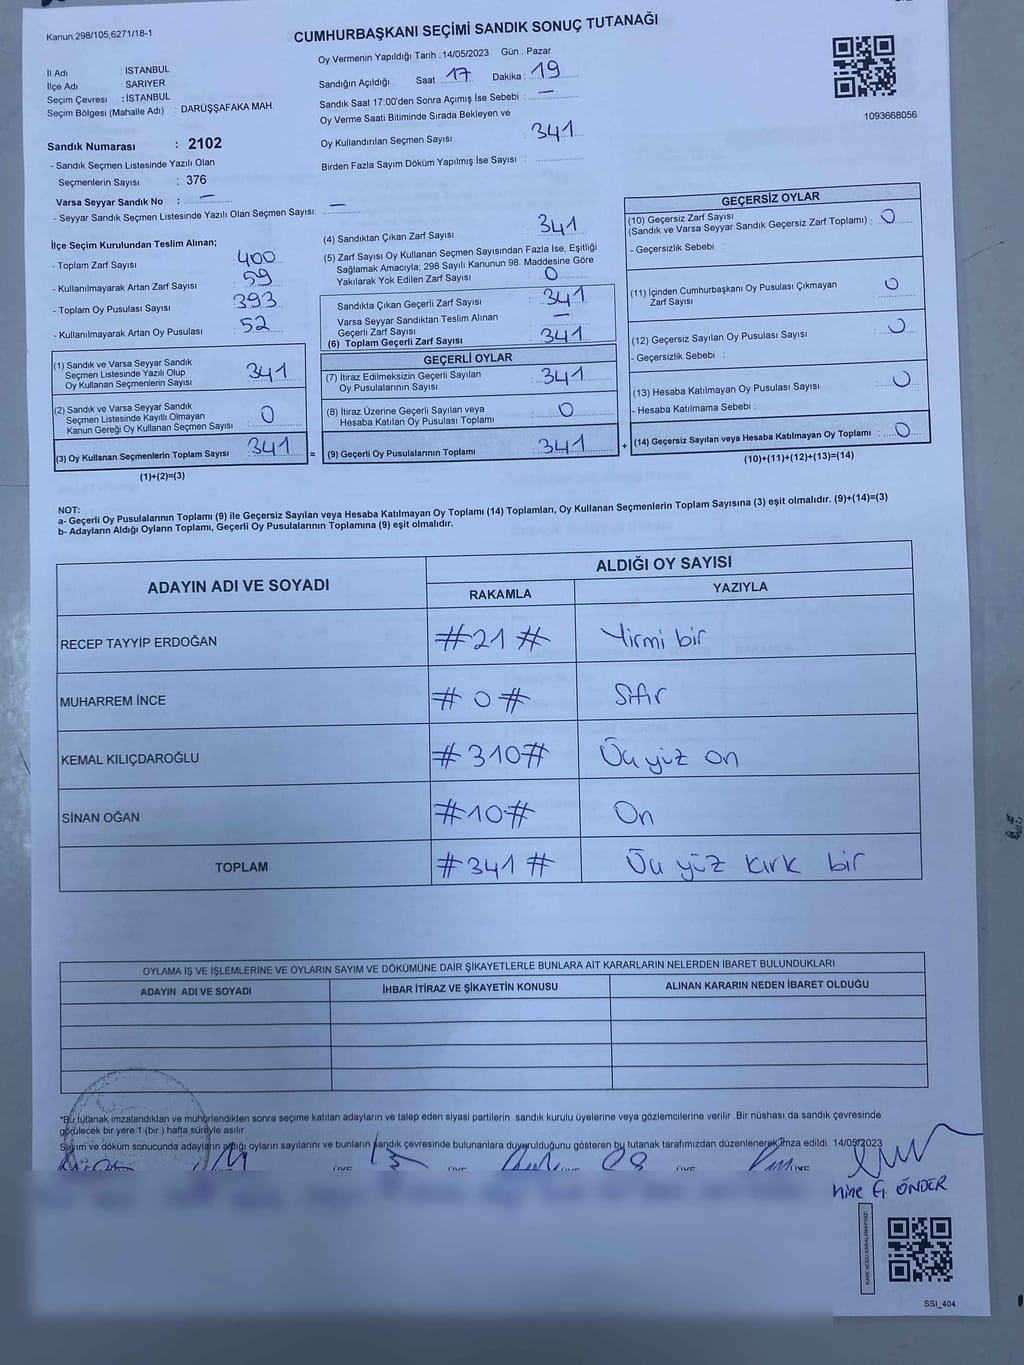 Kanun:298/105;6271/18-1
CUMHURBAŞKANI SEÇİMİ SANDIK SONUÇ TUTANAĞI
İl Adı : İSTANBUL
İlçe Adı : SARIYER
Seçim Çevresi : İSTANBUL
Seçim Bölgesi (Mahalle Adı) : DARÜŞŞAFAKA MAH.
Sandık Numarası : 2102
- Sandık Seçmen Listesinde Yazılı Olan
Seçmenlerin Sayısı : 376
Varsa Seyyar Sandık No : —
- Seyyar Sandık Seçmen Listesinde Yazılı Olan Seçmen Sayısı: —
Oy Vermenin Yapıldığı Tarih :14/05/2023 Gün : Pazar
Sandığın Açıldığı Saat : 17 Dakika : 19
Sandık Saat 17:00'den Sonra Açımış İse Sebebi : —
Oy Verme Saati Bitiminde Sırada Bekleyen ve
Oy Kullandırılan Seçmen Sayısı : 341
Birden Fazla Sayım Döküm Yapılmış İse Sayısı :
1093668056
İlçe Seçim Kurulundan Teslim Alınan;
- Toplam Zarf Sayısı : 400
- Kullanılmayarak Artan Zarf Sayısı : 59
- Toplam Oy Pusulası Sayısı : 393
- Kullanılmayarak Artan Oy Pusulası : 52
(1) Sandık ve Varsa Seyyar Sandık
Seçmen Listesinde Yazılı Olup
Oy Kullanan Seçmenlerin Sayısı : 341
(2) Sandık ve Varsa Seyyar Sandık
Seçmen Listesinde Kayıtlı Olmayan
Kanun Gereği Oy Kullanan Seçmen Sayısı : 0
(3) Oy Kullanan Seçmenlerin Toplam Sayısı : 341
(1)+(2)=(3)
=
(4) Sandıktan Çıkan Zarf Sayısı : 341
(5) Zarf Sayısı Oy Kullanan Seçmen Sayısından Fazla İse, Eşitliği
Sağlamak Amacıyla; 298 Sayılı Kanunun 98. Maddesine Göre
Yakılarak Yok Edilen Zarf Sayısı : 0
Sandıkta Çıkan Geçerli Zarf Sayısı : 341
Varsa Seyyar Sandıktan Teslim Alınan
Geçerli Zarf Sayısı : —
(6) Toplam Geçerli Zarf Sayısı : 341
GEÇERLİ OYLAR
(7) İtiraz Edilmeksizin Geçerli Sayılan
Oy Pusulalarının Sayısı : 341
(8) İtiraz Üzerine Geçerli Sayılan veya
Hesaba Katılan Oy Pusulası Toplamı : 0
(9) Geçerli Oy Pusulalarının Toplamı : 341
+
GEÇERSİZ OYLAR
(10) Geçersiz Zarf Sayısı
(Sandık ve Varsa Seyyar Sandık Geçersiz Zarf Toplamı) : 0
- Geçersizlik Sebebi :
(11) İçinden Cumhurbaşkanı Oy Pusulası Çıkmayan
Zarf Sayısı : 0
(12) Geçersiz Sayılan Oy Pusulası Sayısı : 0
- Geçersizlik Sebebi :
(13) Hesaba Katılmayan Oy Pusulası Sayısı : 0
- Hesaba Katılmama Sebebi :
(14) Geçersiz Sayılan veya Hesaba Katılmayan Oy Toplamı : 0
(10)+(11)+(12)+(13)=(14)
NOT:
a- Geçerli Oy Pusulalarının Toplamı (9) ile Geçersiz Sayılan veya Hesaba Katılmayan Oy Toplamı (14) Toplamları, Oy Kullanan Seçmenlerin Toplam Sayısına (3) eşit olmalıdır. (9)+(14)=(3)
b- Adayların Aldığı Oyların Toplamı, Geçerli Oy Pusulalarının Toplamına (9) eşit olmalıdır.
ADAYIN ADI VE SOYADI
ALDIĞI OY SAYISI
RAKAMLA YAZIYLA
RECEP TAYYİP ERDOĞAN #21# Yirmi bir
MUHARREM İNCE #0# Sıfır
KEMAL KILIÇDAROĞLU #310# Üç yüz on
SİNAN OĞAN #10# On
TOPLAM #341# Üç yüz kırk bir
OYLAMA İŞ VE İŞLEMLERİNE VE OYLARIN SAYIM VE DÖKÜMÜNE DAİR ŞİKAYETLERLE BUNLARA AİT KARARLARIN NELERDEN İBARET BULUNDUKLARI
ADAYIN ADI VE SOYADI İHBAR İTİRAZ VE ŞİKAYETİN KONUSU ALINAN KARARIN NEDEN İBARET OLDUĞU
*Bu tutanak imzalandıktan ve mühürlendikten sonra seçime katılan adayların ve talep eden siyasi partilerin sandık kurulu üyelerine veya gözlemcilerine verilir .Bir nüshası da sandık çevresinde
görülecek bir yere 1 (bir ) hafta süreyle asılır.
Sayım ve döküm sonucunda adayların aldığı oyların sayılarını ve bunların sandık çevresinde bulunanlara duyurulduğunu gösteren bu tutanak tarafımızdan düzenlenerek imza edildi. 14/05/2023
ÖNDER
KARE KODU KARALAMAYINIZ!
SSİ_404